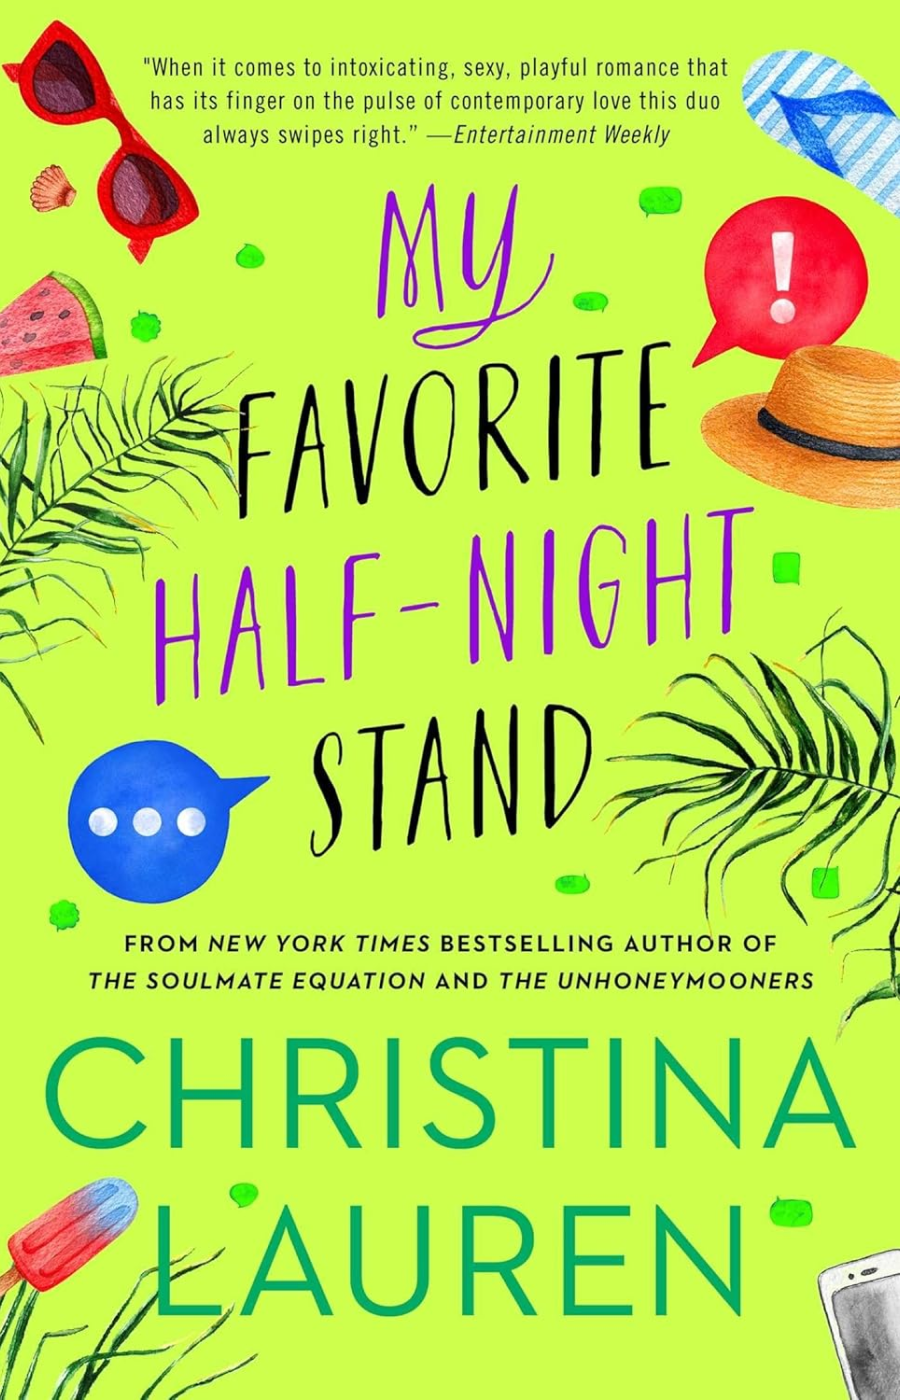 "When it comes to intoxicating, sexy, playful romance that
has its finger on the pulse of contemporary love this duo
always swipes right.” —Entertainment Weekly
My
FAVORITE
HALF-NIGHT
STAND
FROM NEW YORK TIMES BESTSELLING AUTHOR OF
THE SOULMATE EQUATION AND THE UNHONEYMOONERS
CHRISTINA
LAUREN